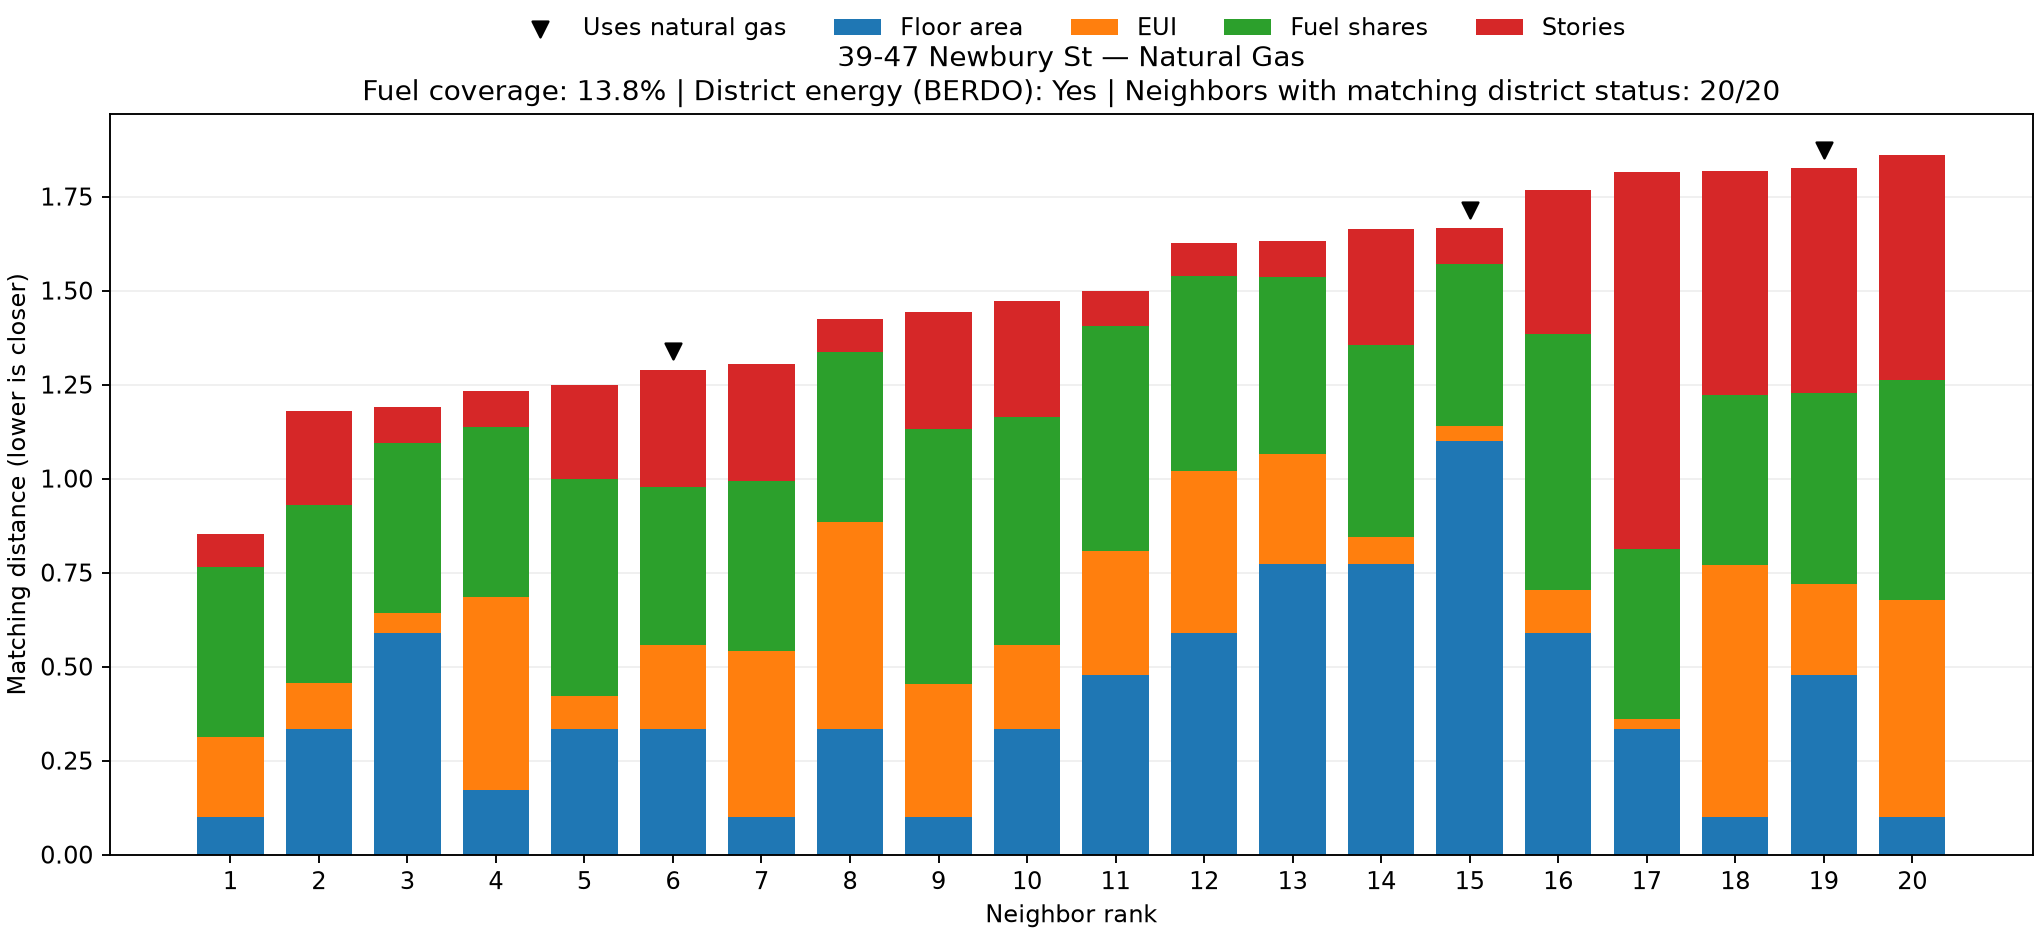 Uses natural gas Floor area EUI Fuel shares Stories
39-47 Newbury St — Natural Gas
Fuel coverage: 13.8% | District energy (BERDO): Yes | Neighbors with matching district status: 20/20
Matching distance (lower is closer)
1.75
1.50
1.25
1.00
0.75
0.50
0.25
0.00
1 2 3 4 5 6 7 8 9 10 11 12 13 14 15 16 17 18 19 20
Neighbor rank